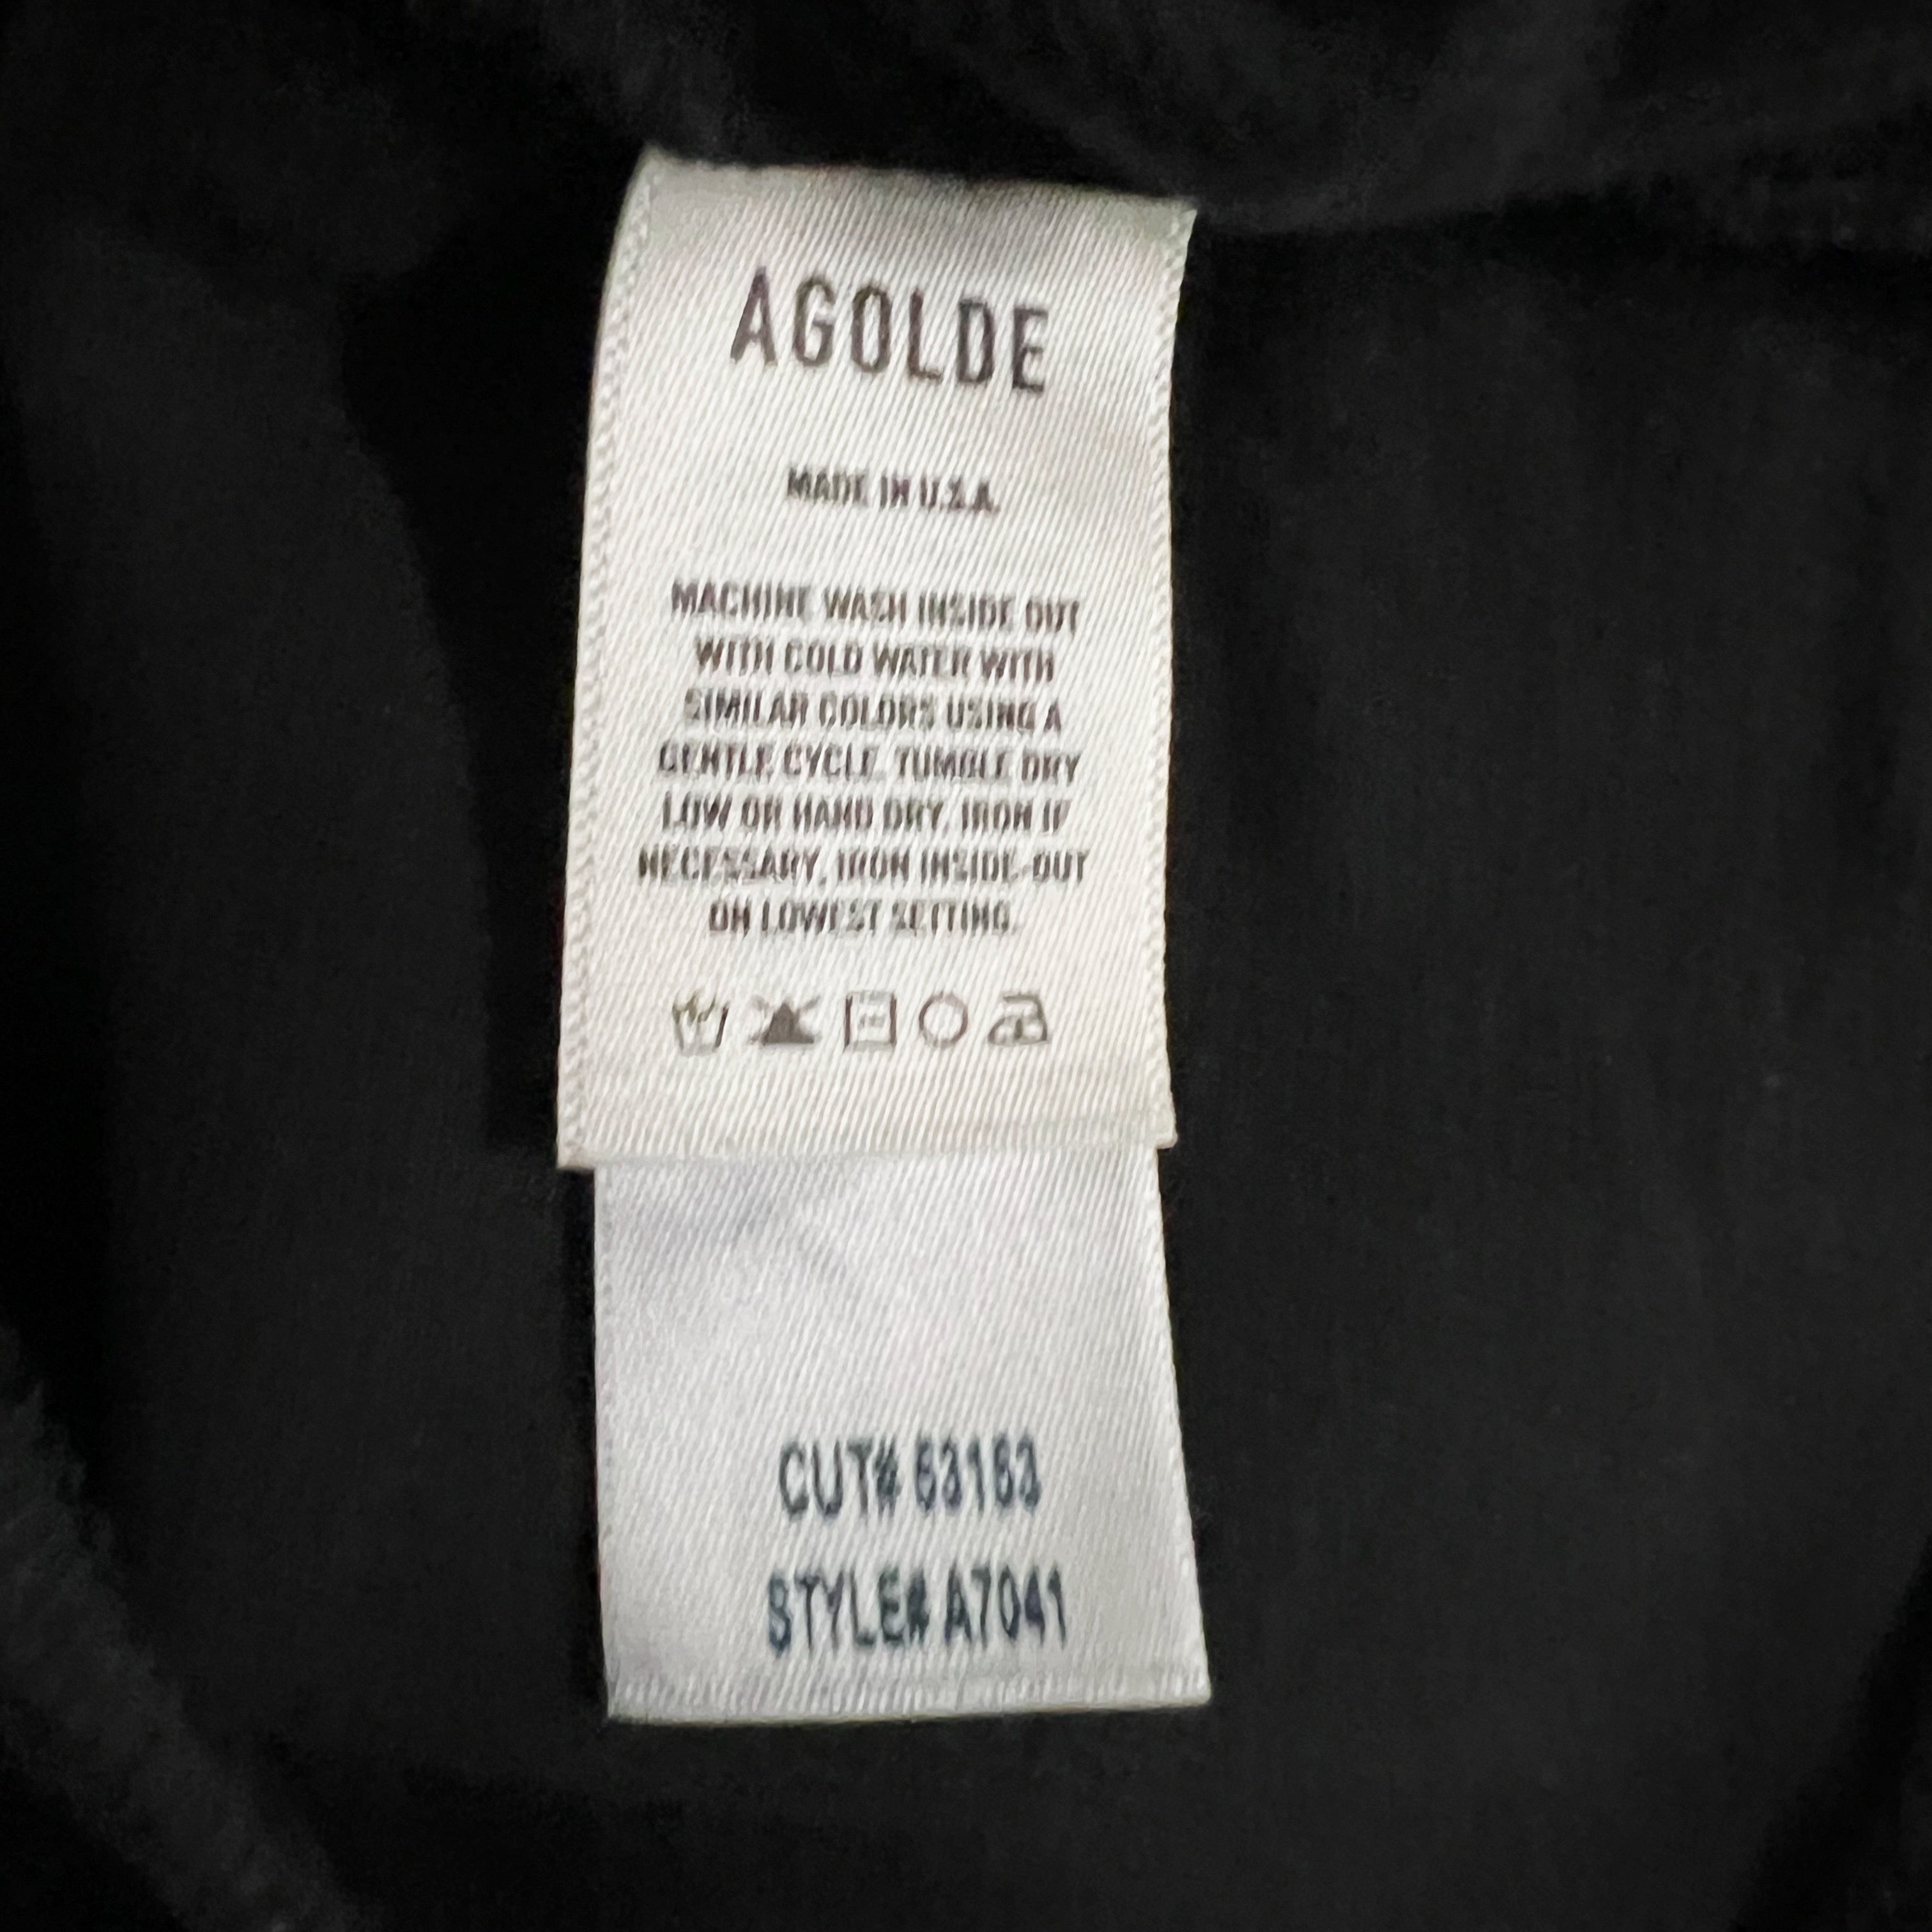 AGOLDE
MADE IN U.S.A.
MACHINE WASH INSIDE OUT
WITH COLD WATER WITH
SIMILAR COLORS USING A
GENTLE CYCLE. TUMBLE DRY
LOW OR HAND DRY. IRON IF
NECESSARY, IRON INSIDE-OUT
ON LOWEST SETTING.
CUT# 63163
STYLE# A7041